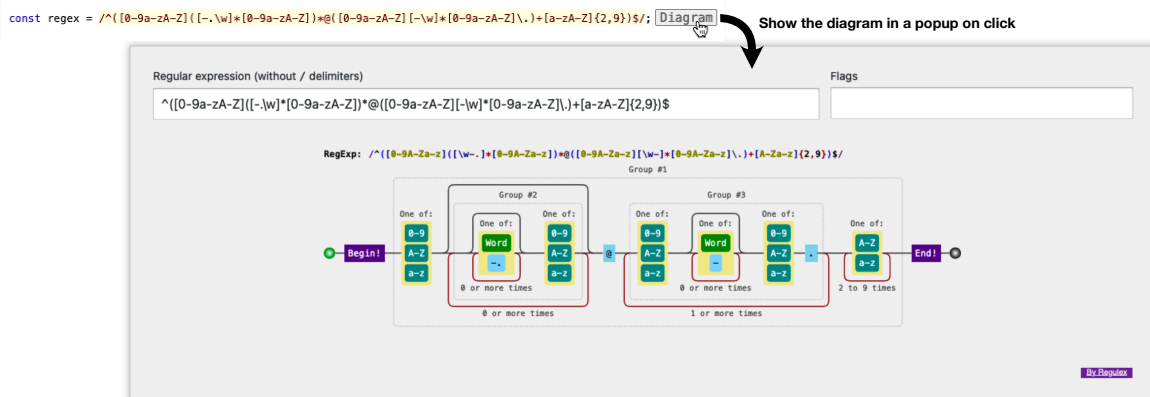 const regex = /^([0-9a-zA-Z]([-.\w]*[0-9a-zA-Z])*@([0-9a-zA-Z][-\w]*[0-9a-zA-Z]\.)+[a-zA-Z]{2,9})$/; Diagram
Show the diagram in a popup on click
Regular expression (without / delimiters)
Flags
^([0-9a-zA-Z]([-.\w]*[0-9a-zA-Z])*@([0-9a-zA-Z][-\w]*[0-9a-zA-Z]\.)+[a-zA-Z]{2,9})$
RegExp: /^([0-9A-Za-z]([\w-.]*[0-9A-Za-z])*@([0-9A-Za-z][\w-]*[0-9A-Za-z]\.)+[A-Za-z]{2,9})$/
Group #1
Group #2 Group #3
One of: One of: One of: One of: One of: One of: One of:
0-9 Word 0-9 0-9 Word 0-9 A-Z
Begin! A-Z -. A-Z @ A-Z - A-Z . a-z End!
a-z a-z a-z a-z
0 or more times 0 or more times 2 to 9 times
0 or more times 1 or more times
By Regulex